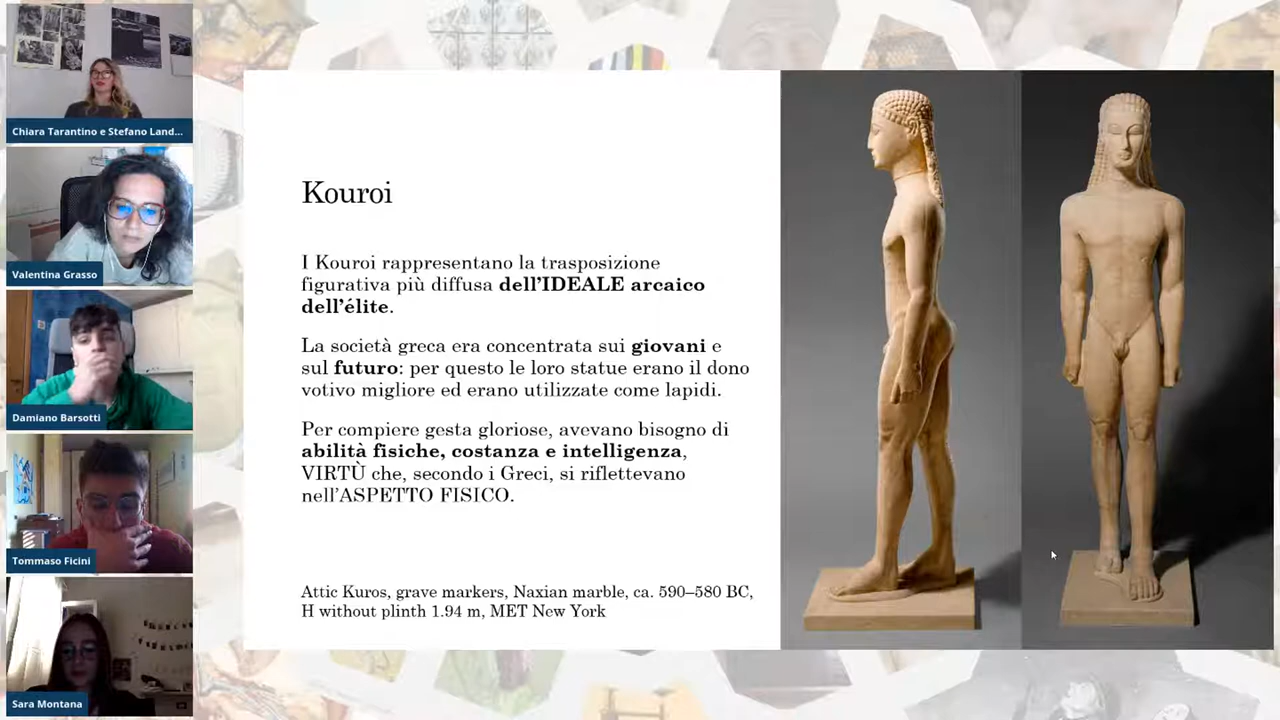 Chiara Tarantino e Stefano Land...
Valentina Grasso
Damiano Barsotti
Tommaso Ficini
Sara Montana
Kouroi
I Kouroi rappresentano la trasposizione
figurativa più diffusa dell'IDEALE arcaico
dell'élite.
La società greca era concentrata sui giovani e
sul futuro: per questo le loro statue erano il dono
votivo migliore ed erano utilizzate come lapidi.
Per compiere gesta gloriose, avevano bisogno di
abilità fisiche, costanza e intelligenza,
VIRTÙ che, secondo i Greci, si riflettevano
nell'ASPETTO FISICO.
Attic Kuros, grave markers, Naxian marble, ca. 590–580 BC,
H without plinth 1.94 m, MET New York